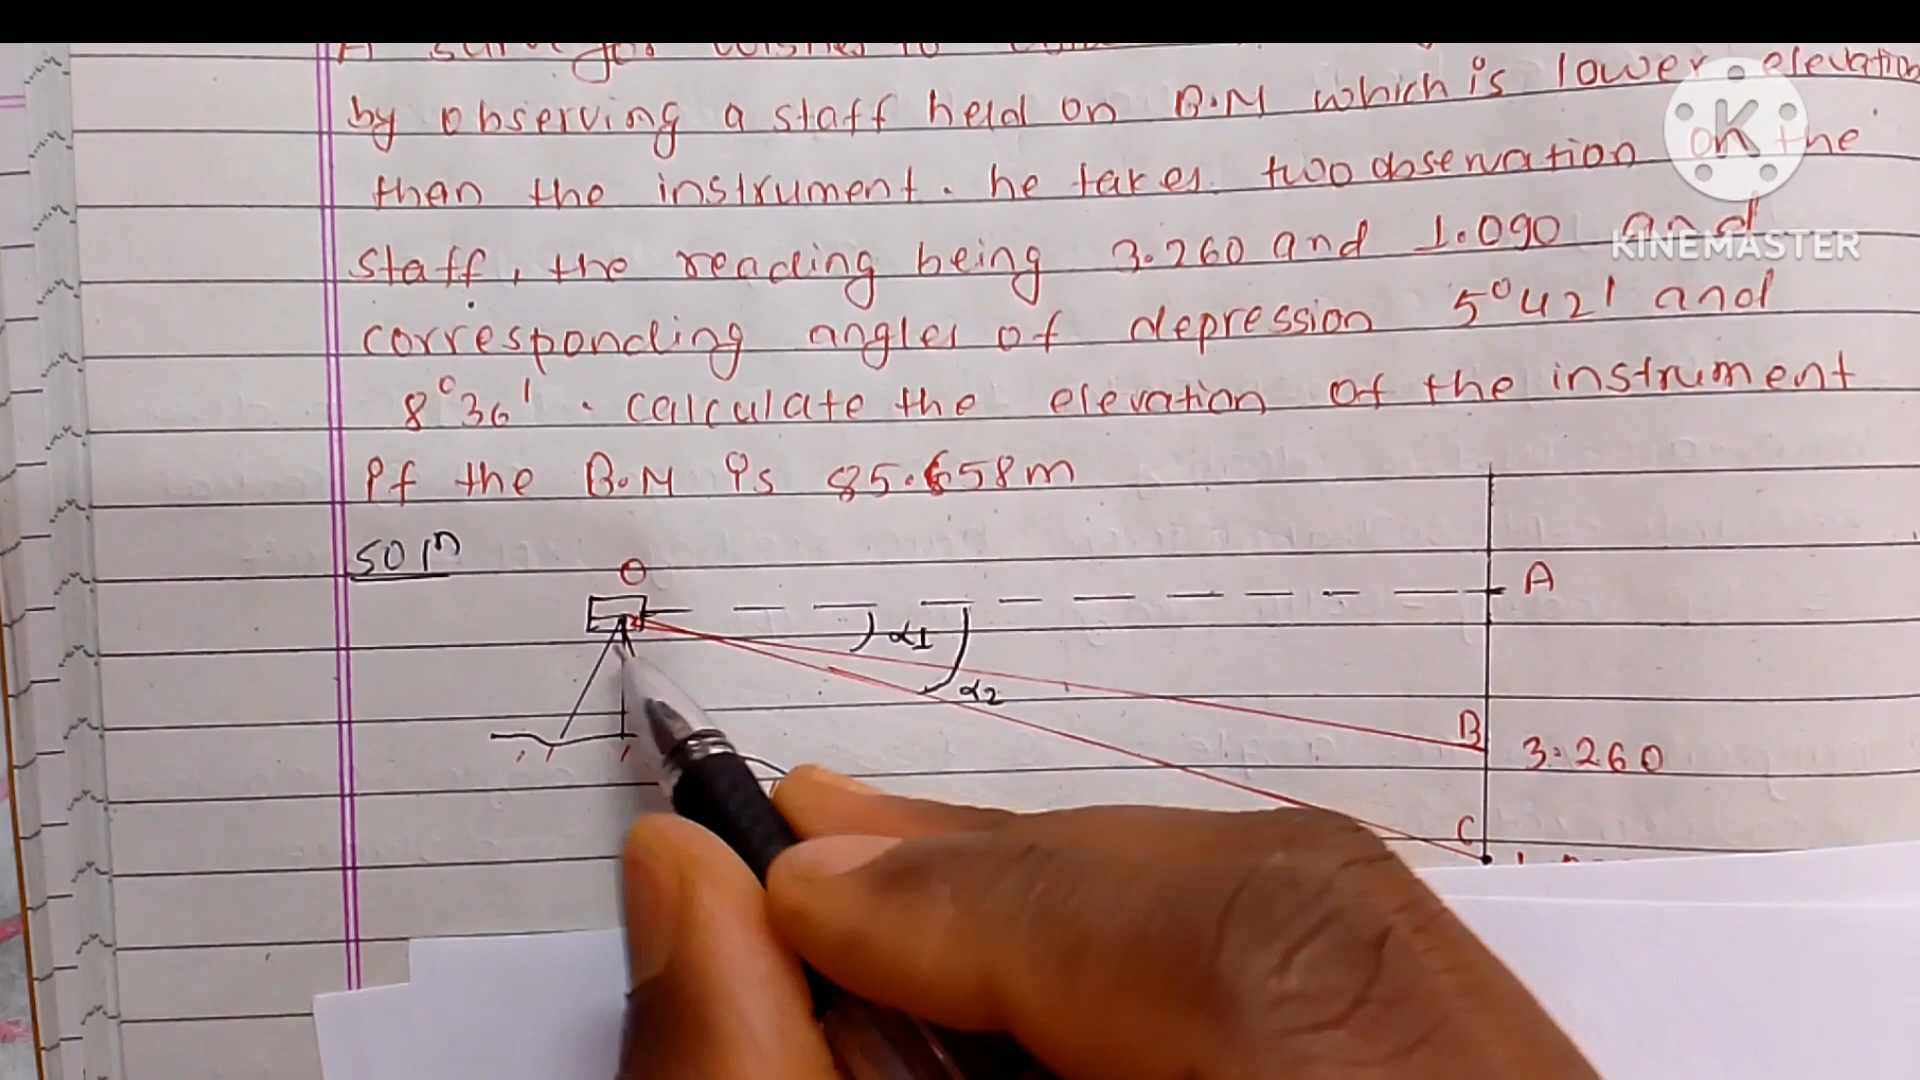 by observing a staff held on B.M which is lower elevation
than the instrument. he takes two observation on the
staff, the reading being 3.260 and 1.090 and
KINEMASTER
corresponding angles of depression 5°42' and
8°36'. calculate the elevation of the instrument
if the B.M is 85.658m
Solⁿ
O
A
α1
α2
B
3.260
C